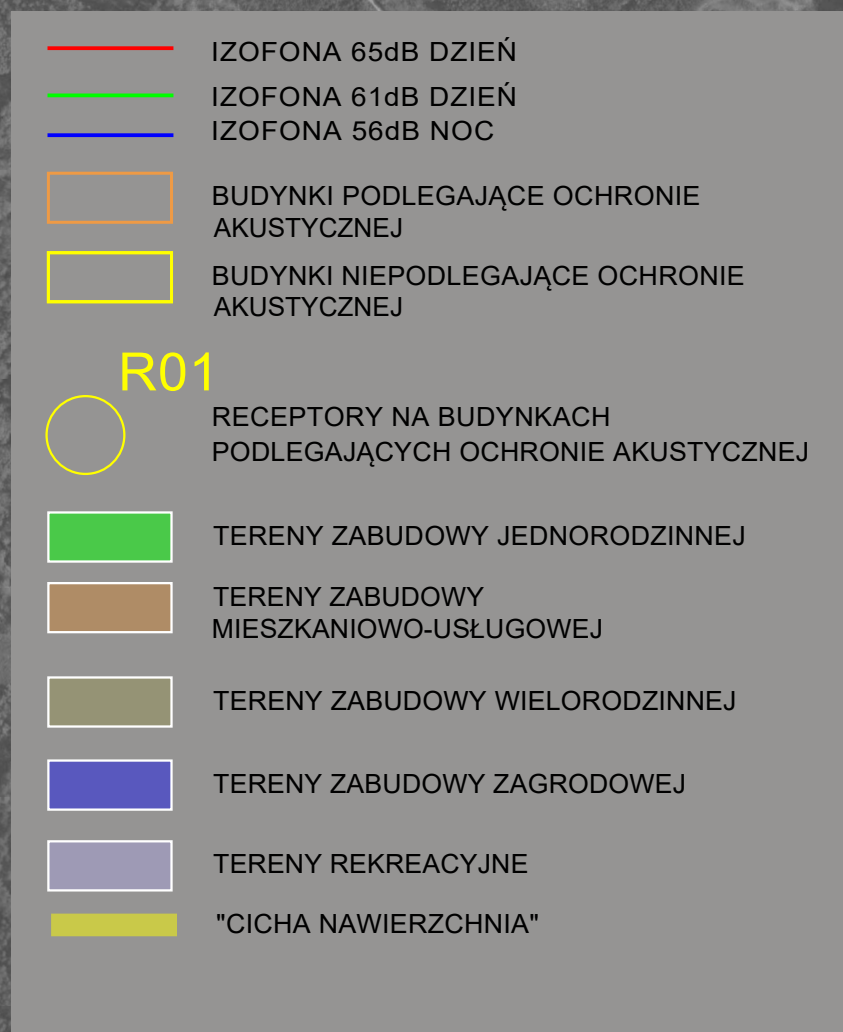 IZOFONA 65dB DZIEŃ
IZOFONA 61dB DZIEŃ
IZOFONA 56dB NOC
BUDYNKI PODLEGAJĄCE OCHRONIE
AKUSTYCZNEJ
BUDYNKI NIEPODLEGAJĄCE OCHRONIE
AKUSTYCZNEJ
R01
RECEPTORY NA BUDYNKACH
PODLEGAJĄCYCH OCHRONIE AKUSTYCZNEJ
TERENY ZABUDOWY JEDNORODZINNEJ
TERENY ZABUDOWY
MIESZKANIOWO-USŁUGOWEJ
TERENY ZABUDOWY WIELORODZINNEJ
TERENY ZABUDOWY ZAGRODOWEJ
TERENY REKREACYJNE
"CICHA NAWIERZCHNIA"